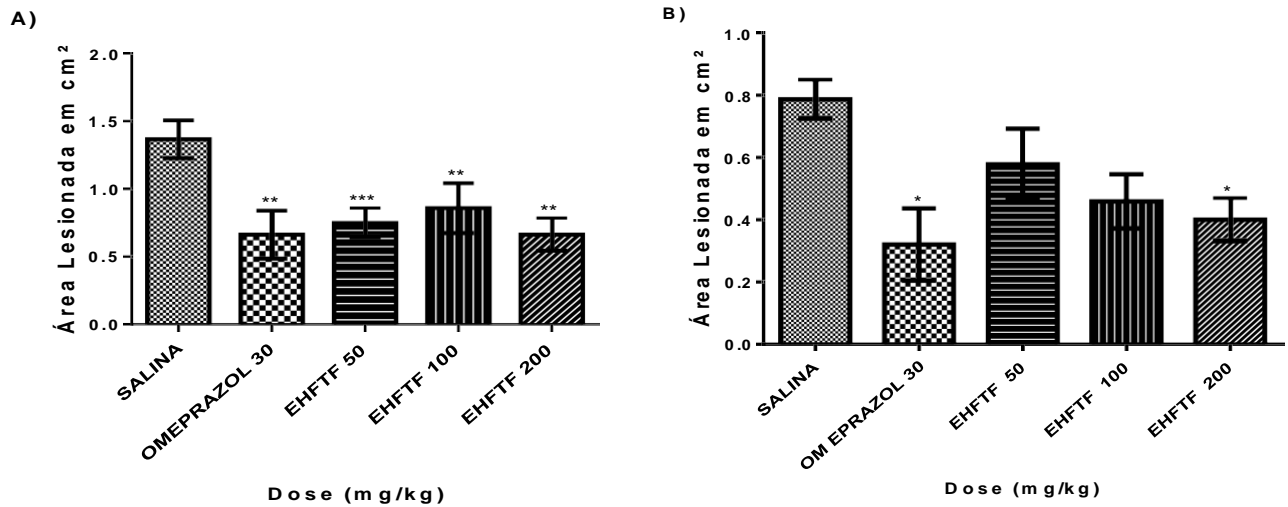 A)
Área Lesionada em cm²
2.0
1.5
1.0
0.5
0.0
**
***
**
**
SALINA
OMEPRAZOL 30
EHFTF 50
EHFTF 100
EHFTF 200
Dose (mg/kg)
B)
Área Lesionada em cm²
1.0
0.8
0.6
0.4
0.2
0.0
*
*
SALINA
OM EPRAZOL 30
EHFTF 50
EHFTF 100
EHFTF 200
Dose (mg/kg)